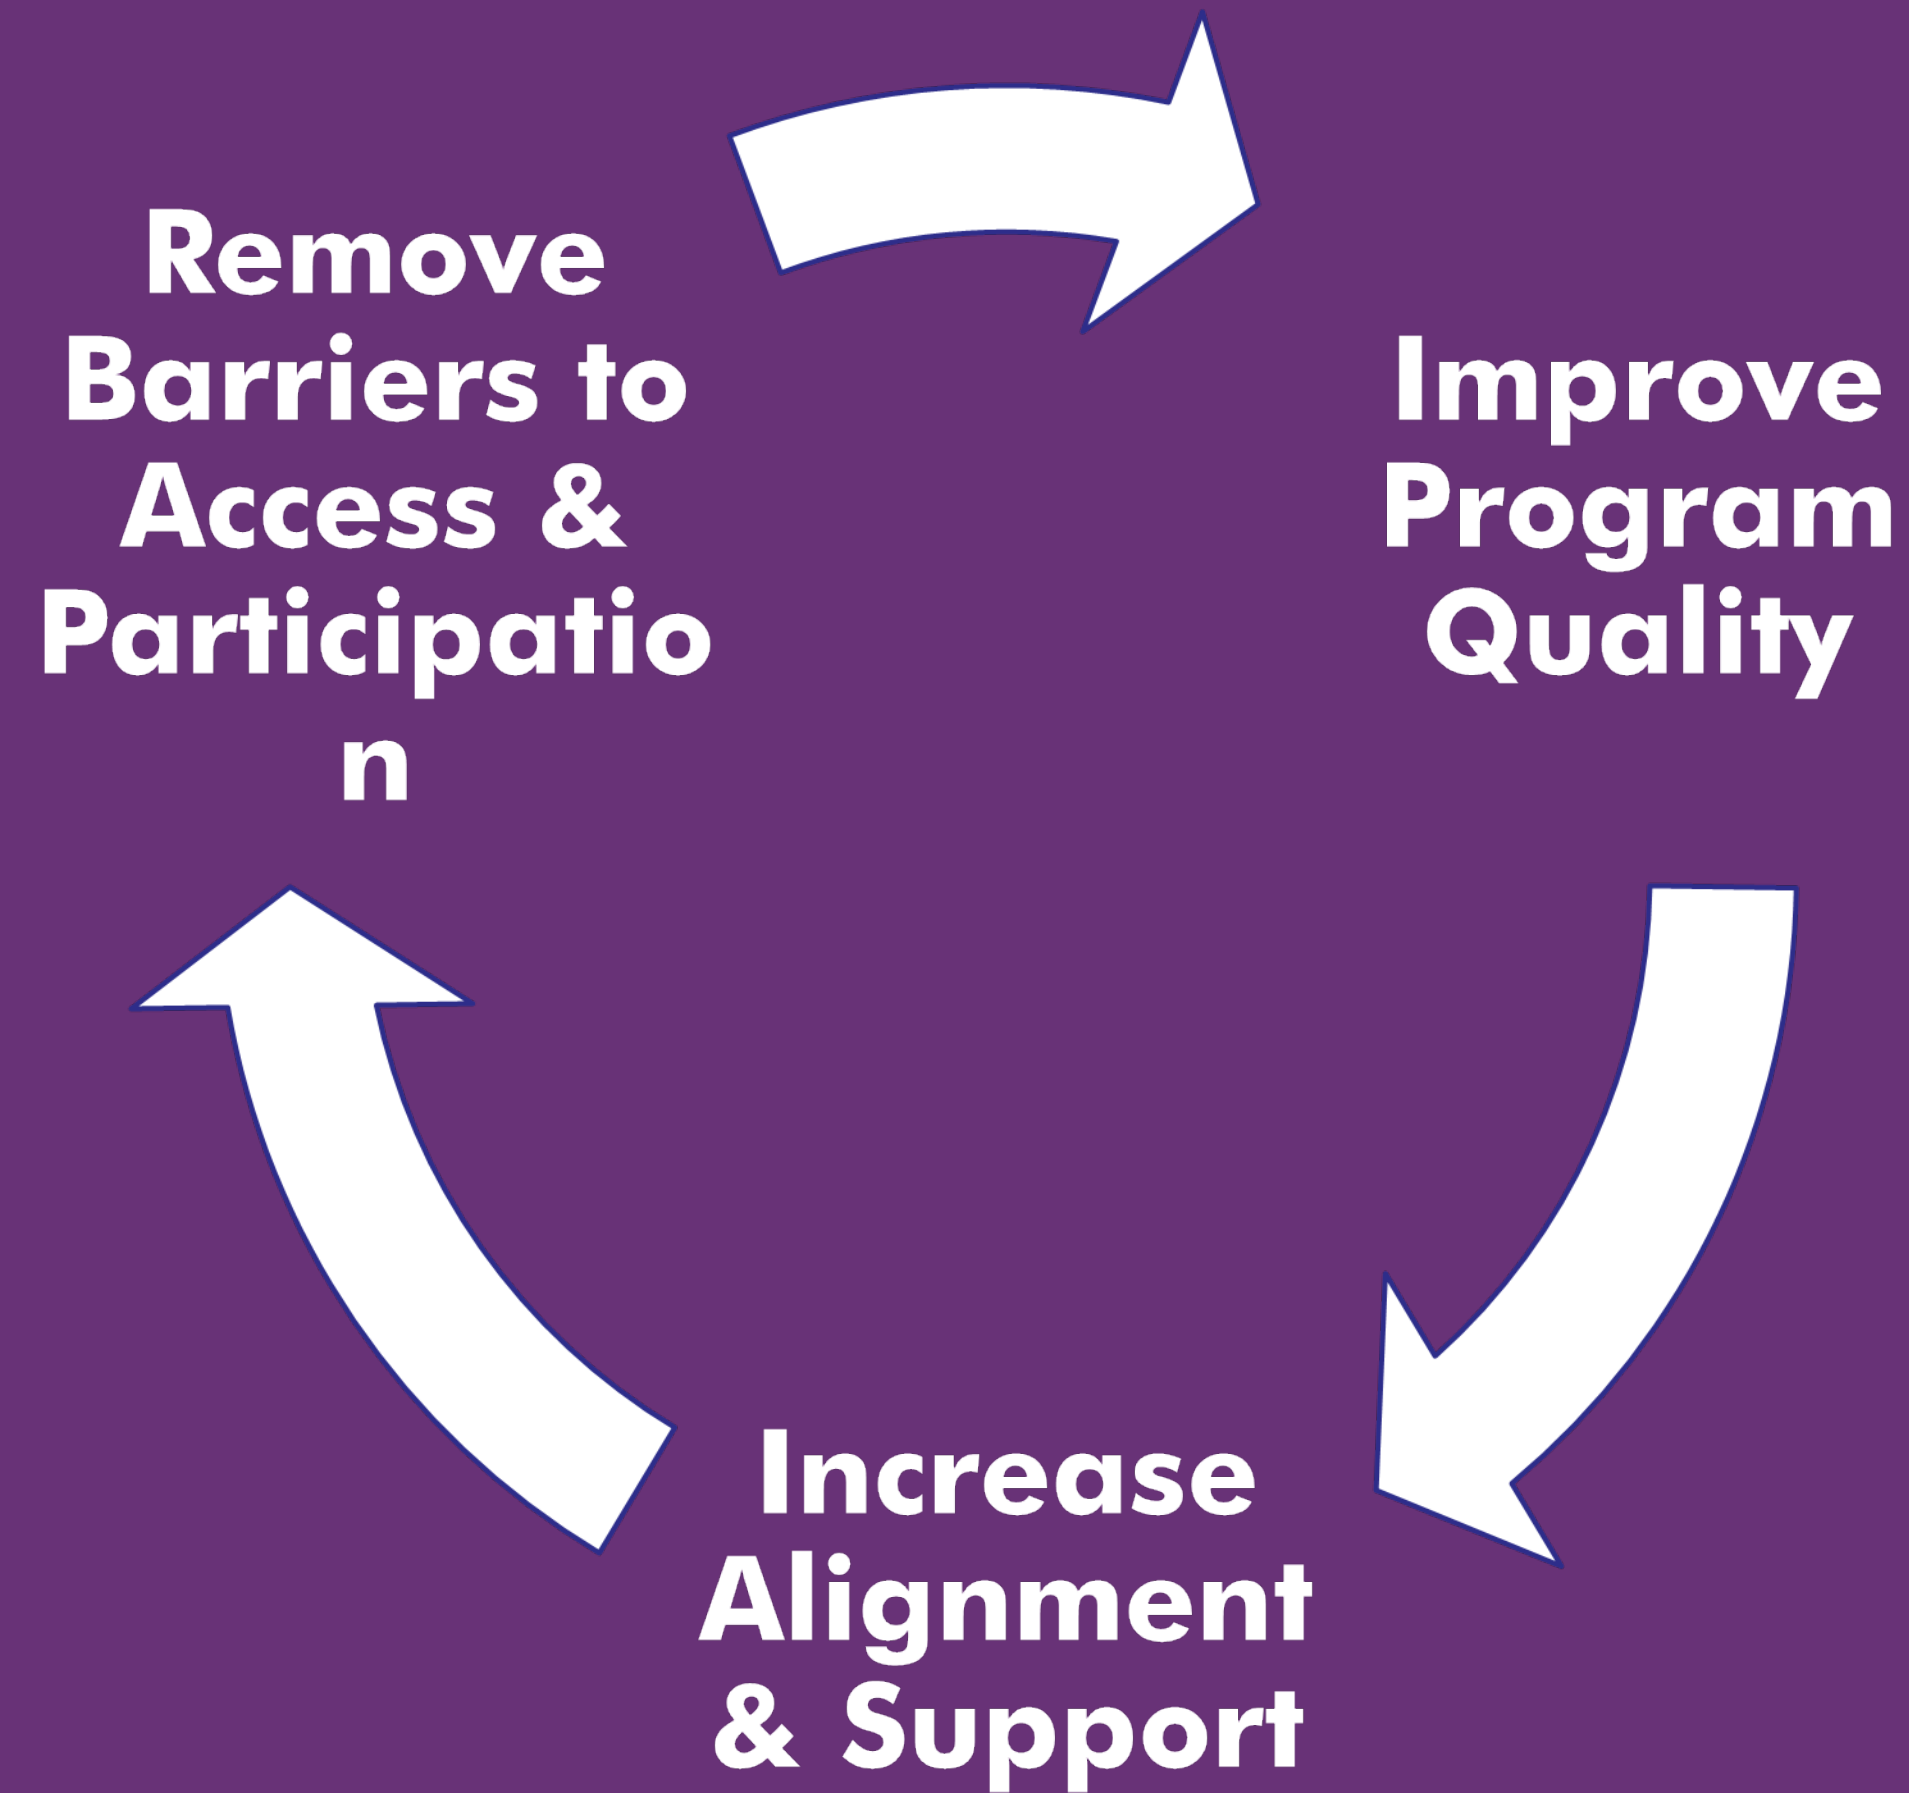 Remove
Barriers to
Access &
Participatio
n
Improve
Program
Quality
Increase
Alignment
& Support